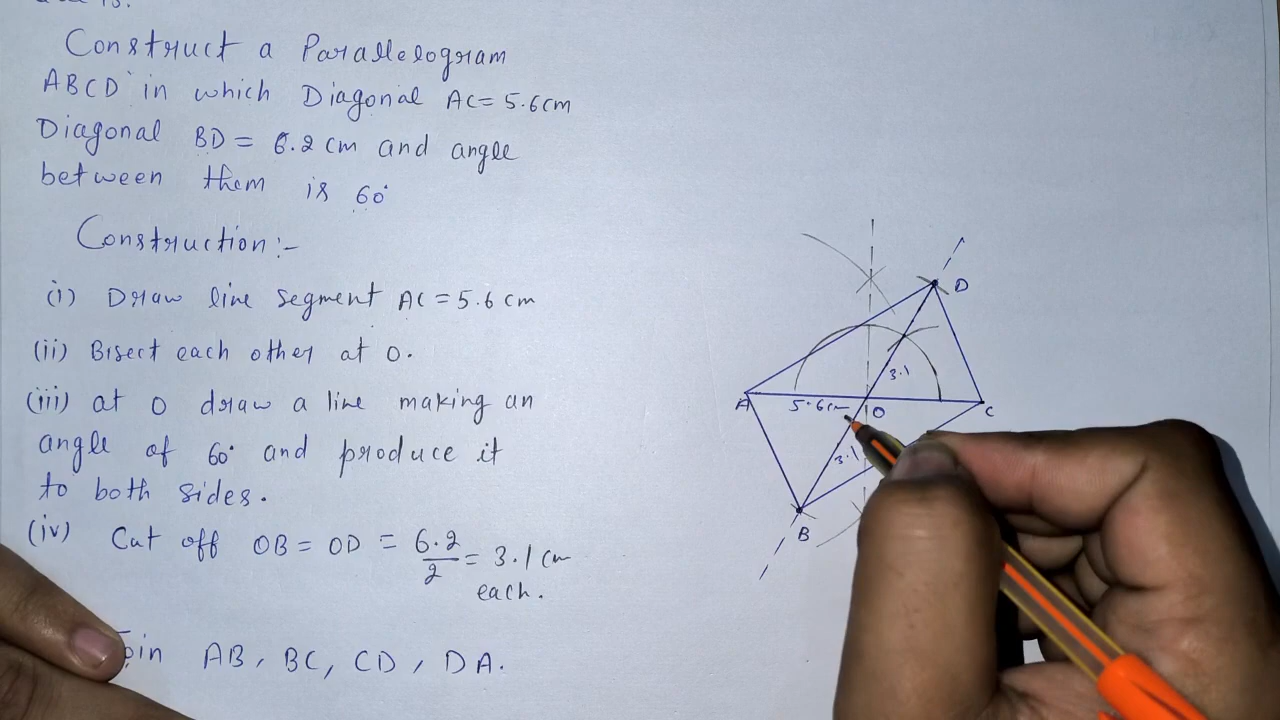 Construct a Parallelogram
ABCD in which Diagonal AC = 5.6cm
Diagonal BD = 6.2 cm and angle
between them is 60°
Construction:-
(i) Draw line segment AC = 5.6 cm
(ii) Bisect each other at O.
(iii) at O draw a line making an
angle of 60° and produce it
to both sides.
(iv) Cut off OB = OD = 6.2/2 = 3.1 cm
each.
AB, BC, CD, DA.
D
3.1
A
5.6cm
O
C
3.1
B